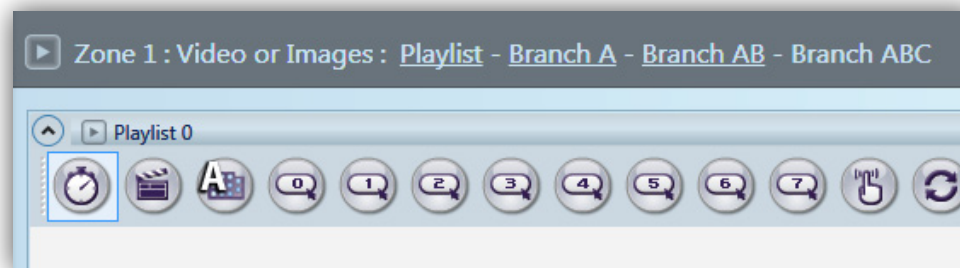 Zone 1 : Video or Images : Playlist - Branch A - Branch AB - Branch ABC
Playlist 0
A 0 1 2 3 4 5 6 7